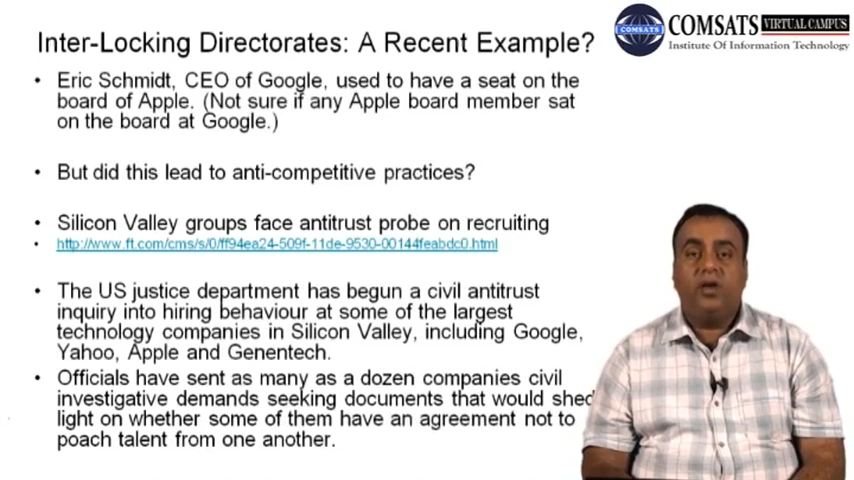 Inter-Locking Directorates: A Recent Example?
COMSATS VIRTUAL CAMPUS
COMSATS
Institute Of Information Technology
• Eric Schmidt, CEO of Google, used to have a seat on the
board of Apple. (Not sure if any Apple board member sat
on the board at Google.)
• But did this lead to anti-competitive practices?
• Silicon Valley groups face antitrust probe on recruiting
• http://www.ft.com/cms/s/0/ff94ea24-509f-11de-9530-00144feabdc0.html
• The US justice department has begun a civil antitrust
inquiry into hiring behaviour at some of the largest
technology companies in Silicon Valley, including Google,
Yahoo, Apple and Genentech.
• Officials have sent as many as a dozen companies civil
investigative demands seeking documents that would shed
light on whether some of them have an agreement not to
poach talent from one another.